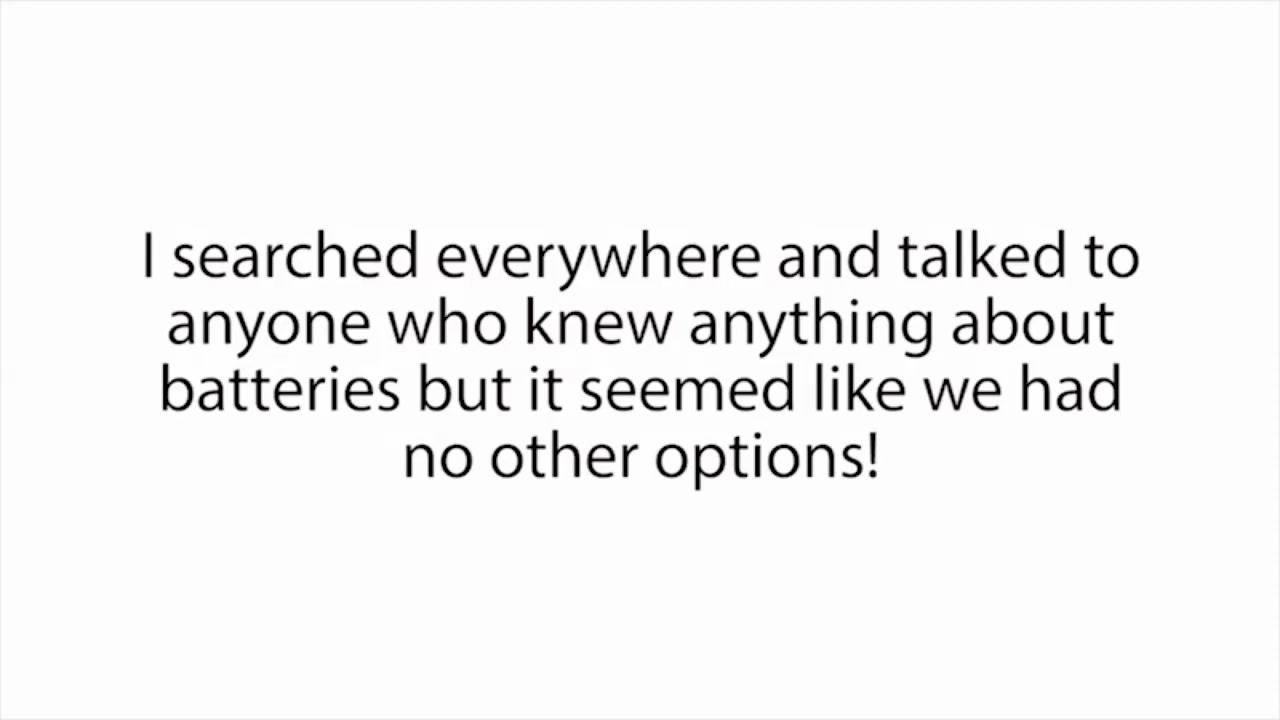 I searched everywhere and talked to
anyone who knew anything about
batteries but it seemed like we had
no other options!